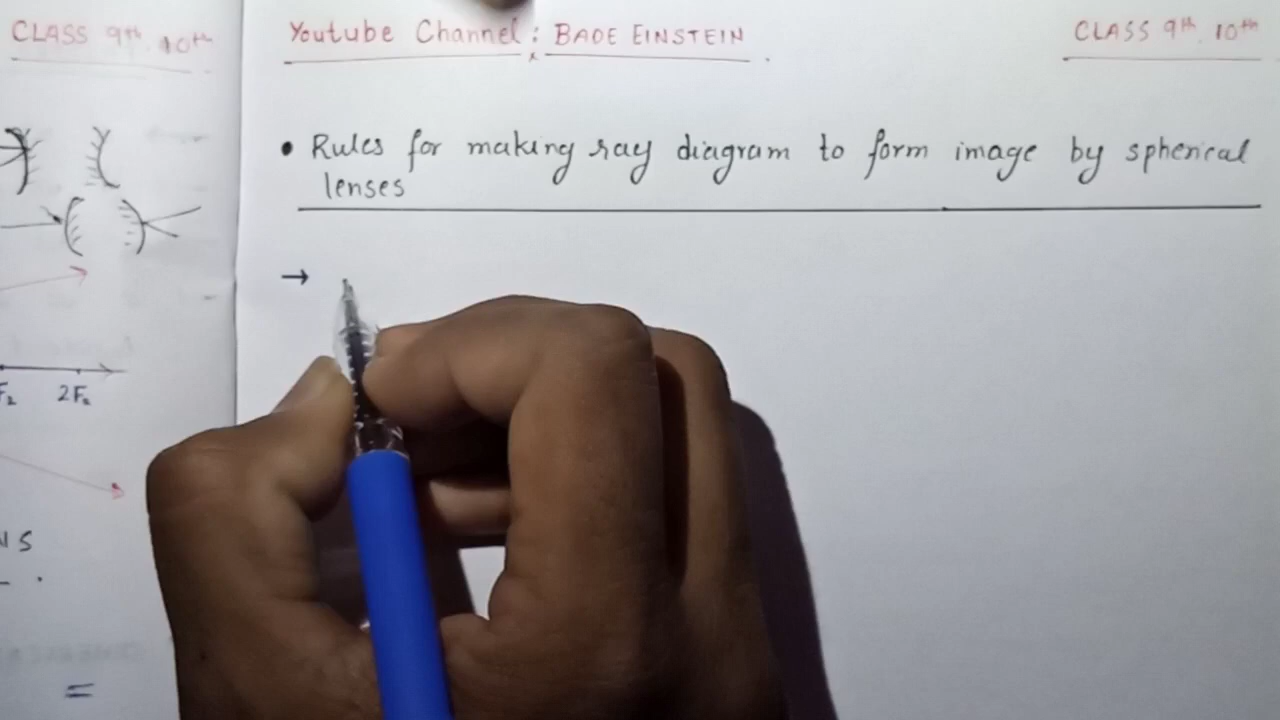 CLASS 9th, 10th
Youtube Channel: BADE EINSTEIN
CLASS 9th, 10th
• Rules for making ray diagram to form image by spherical
lenses
→
2F₂
=